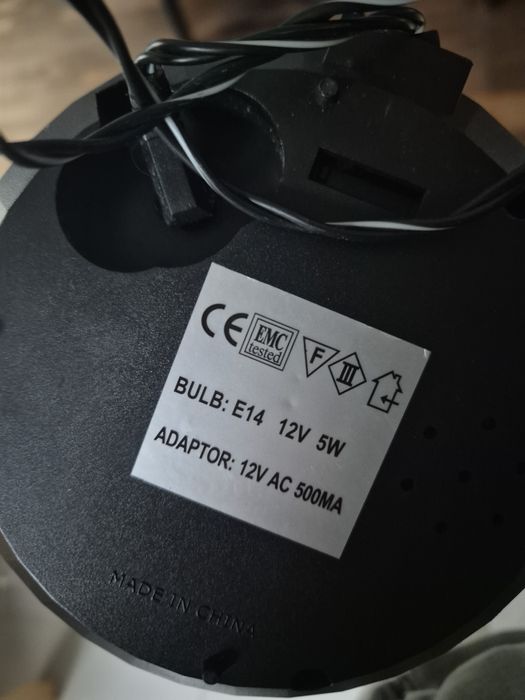 CE EMC tested F III
BULB: E14 12V 5W
ADAPTOR: 12V AC 500MA
MADE IN CHINA